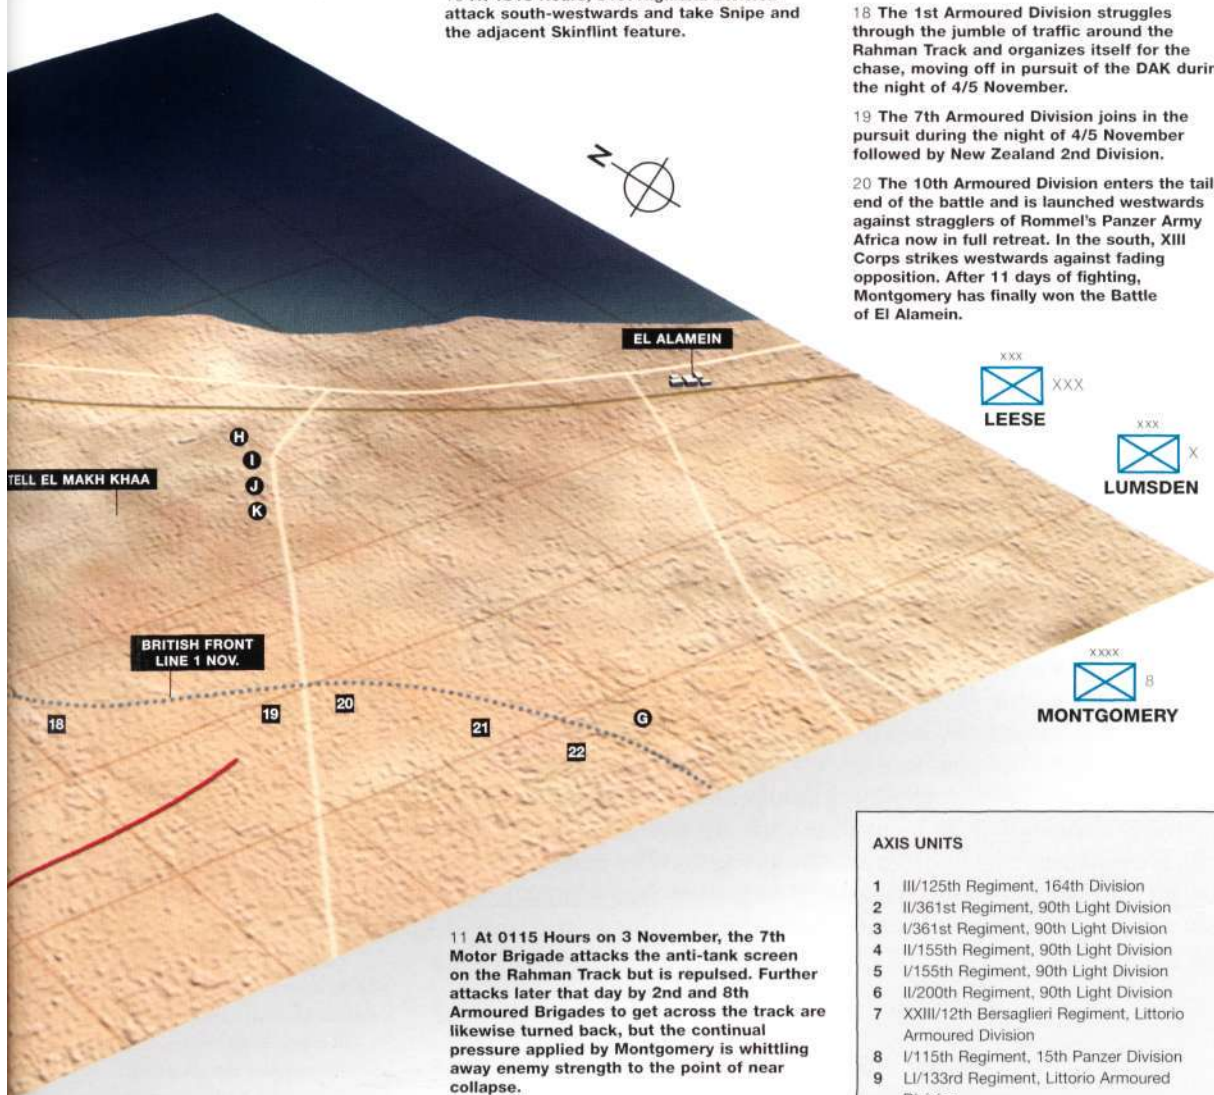 attack south-westwards and take Snipe and
the adjacent Skinflint feature.
18 The 1st Armoured Division struggles
through the jumble of traffic around the
Rahman Track and organizes itself for the
chase, moving off in pursuit of the DAK durin
the night of 4/5 November.
19 The 7th Armoured Division joins in the
pursuit during the night of 4/5 November
followed by New Zealand 2nd Division.
20 The 10th Armoured Division enters the tail
end of the battle and is launched westwards
against stragglers of Rommel's Panzer Army
Africa now in full retreat. In the south, XIII
Corps strikes westwards against fading
opposition. After 11 days of fighting,
Montgomery has finally won the Battle
of El Alamein.
N
EL ALAMEIN
XXX
XXX
LEESE
XXX
X
LUMSDEN
H
I
J
K
TELL EL MAKH KHAA
BRITISH FRONT
LINE 1 NOV.
18
19
20
21
22
G
XXXX
8
MONTGOMERY
11 At 0115 Hours on 3 November, the 7th
Motor Brigade attacks the anti-tank screen
on the Rahman Track but is repulsed. Further
attacks later that day by 2nd and 8th
Armoured Brigades to get across the track are
likewise turned back, but the continual
pressure applied by Montgomery is whittling
away enemy strength to the point of near
collapse.
AXIS UNITS
1 III/125th Regiment, 164th Division
2 II/361st Regiment, 90th Light Division
3 I/361st Regiment, 90th Light Division
4 II/155th Regiment, 90th Light Division
5 I/155th Regiment, 90th Light Division
6 II/200th Regiment, 90th Light Division
7 XXIII/12th Bersaglieri Regiment, Littorio
Armoured Division
8 I/115th Regiment, 15th Panzer Division
9 LI/133rd Regiment, Littorio Armoured